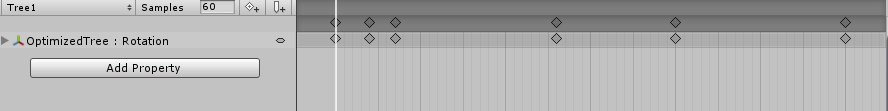 Tree1 Samples 60
OptimizedTree : Rotation
Add Property